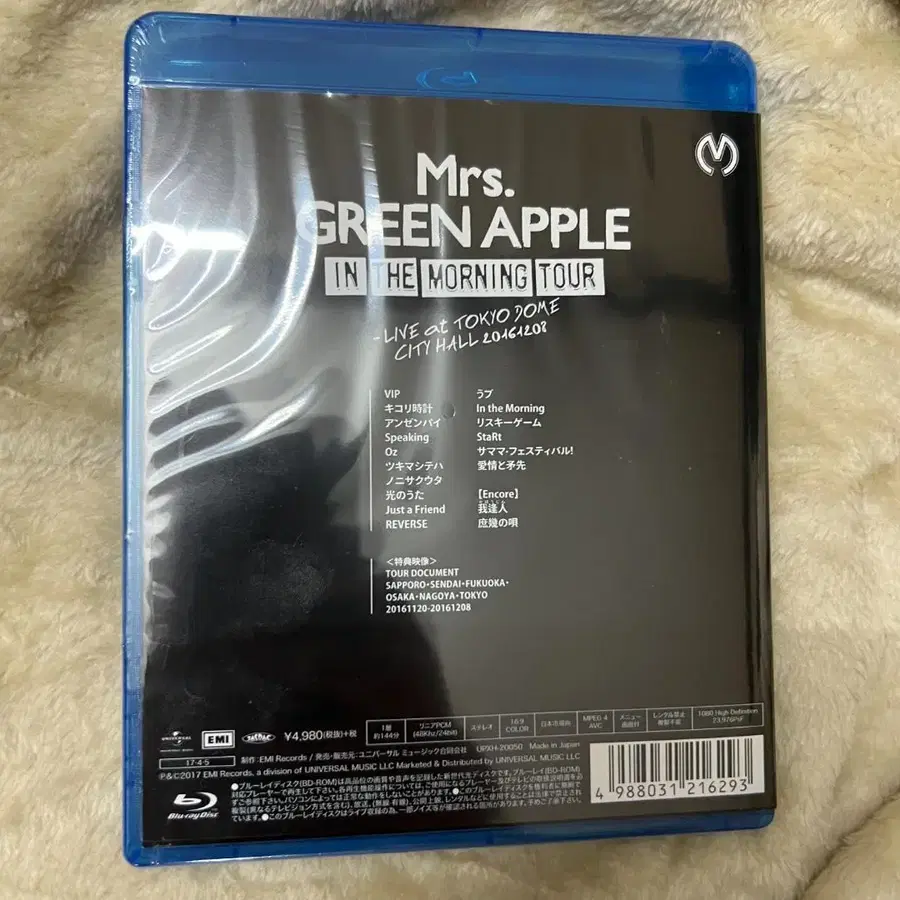 Mrs.
GREEN APPLE
IN THE MORNING TOUR
-LIVE at TOKYO DOME
CITY HALL 20161208
VIP
キコリ時計
アンゼンパイ
Speaking
Oz
ツキマシテハ
ノニサクウタ
光のうた
Just a Friend
REVERSE
うブ
In the Morning
リスキーゲーム
StaRt
サママ・フェスティバル!
愛情と矛先
【Encore】
我逢人
庶幾の唄
<特典映像>
TOUR DOCUMENT
SAPPORO・SENDAI・FUKUOKA・
OSAKA・NAGOYA・TOKYO
20161120-20161208
UNIVERSAL
EMI
¥4,980(税抜)+税
1層
約144分
リニアPCM
(48Khz/24bit)
ステレオ
16:9
COLOR
日本市場向
MPEG 4
AVC
メニュー
画面付
レンタル禁止
複製不能
1080 High Definition
23.976PsF
17・4・5
制作:EMI Records / 発売・販売元:ユニバーサル ミュージック合同会社 UPXH-20050 Made in Japan
℗&©2017 EMI Records, a division of UNIVERSAL MUSIC LLC Marketed & Distributed by UNIVERSAL MUSIC LLC
Blu-ray Disc
4 988031 216293